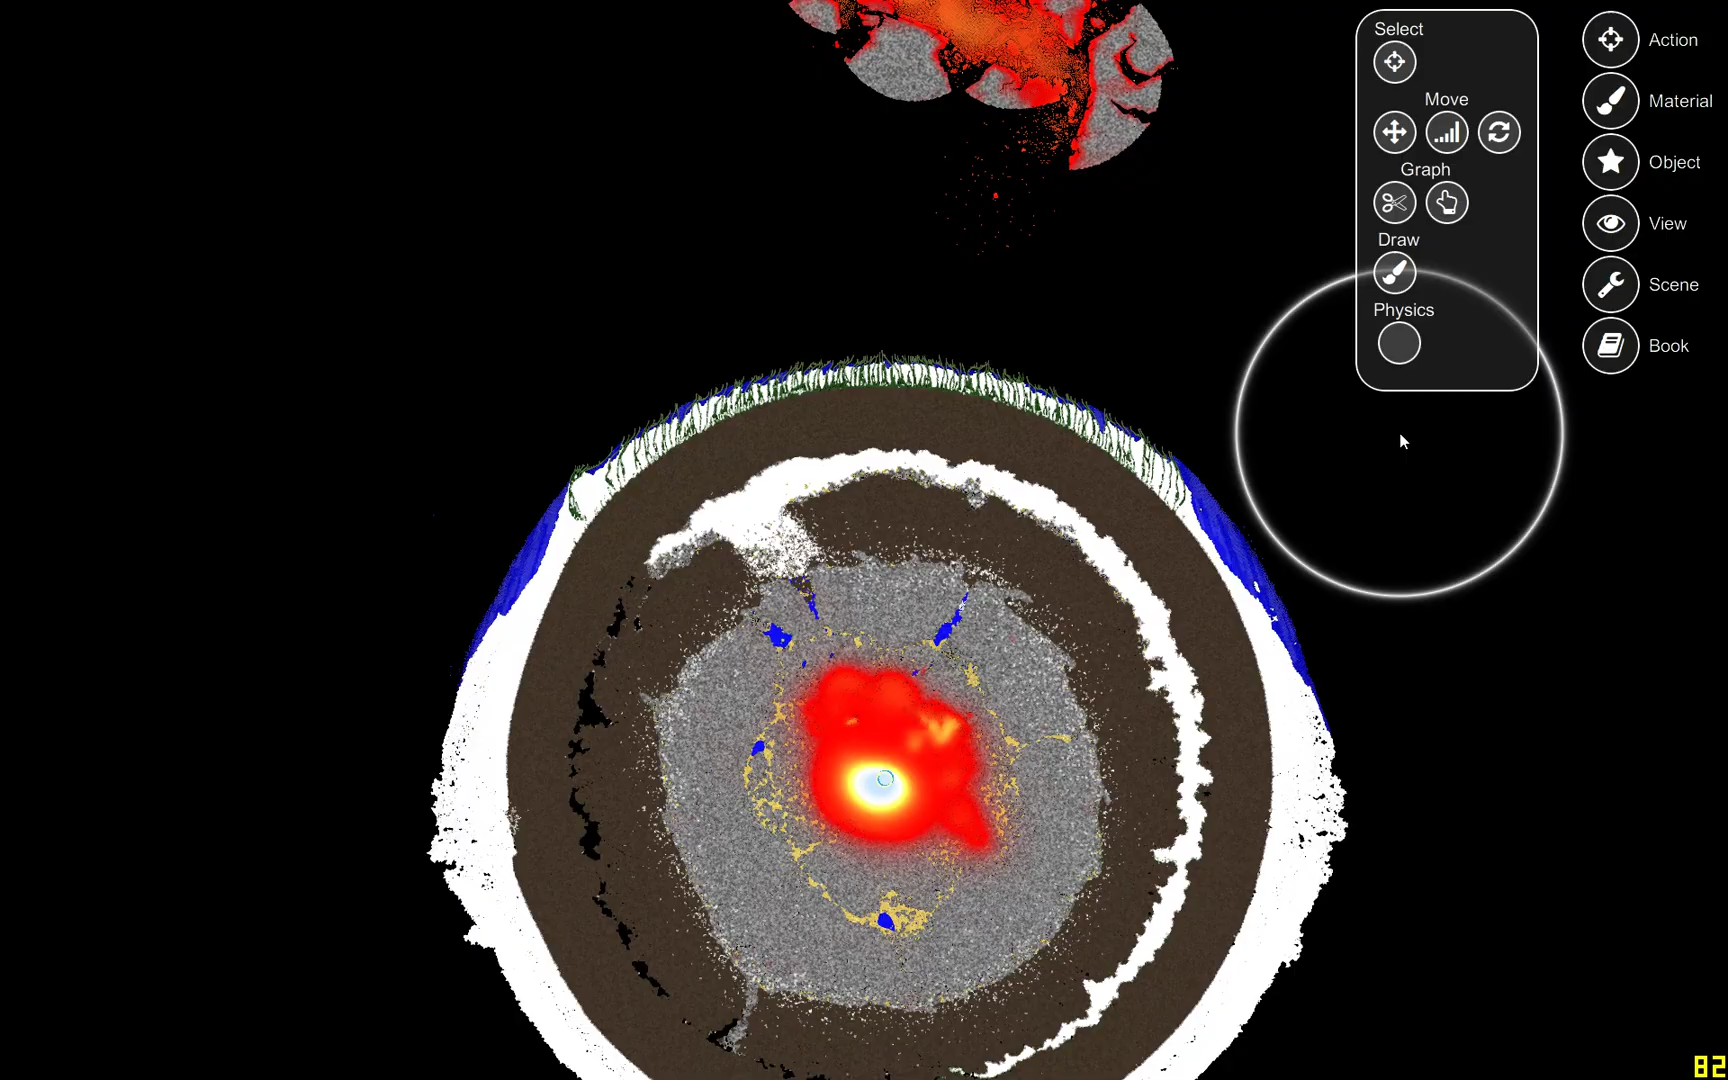 Select
Move
Graph
Draw
Physics
Action
Material
Object
View
Scene
Book
82